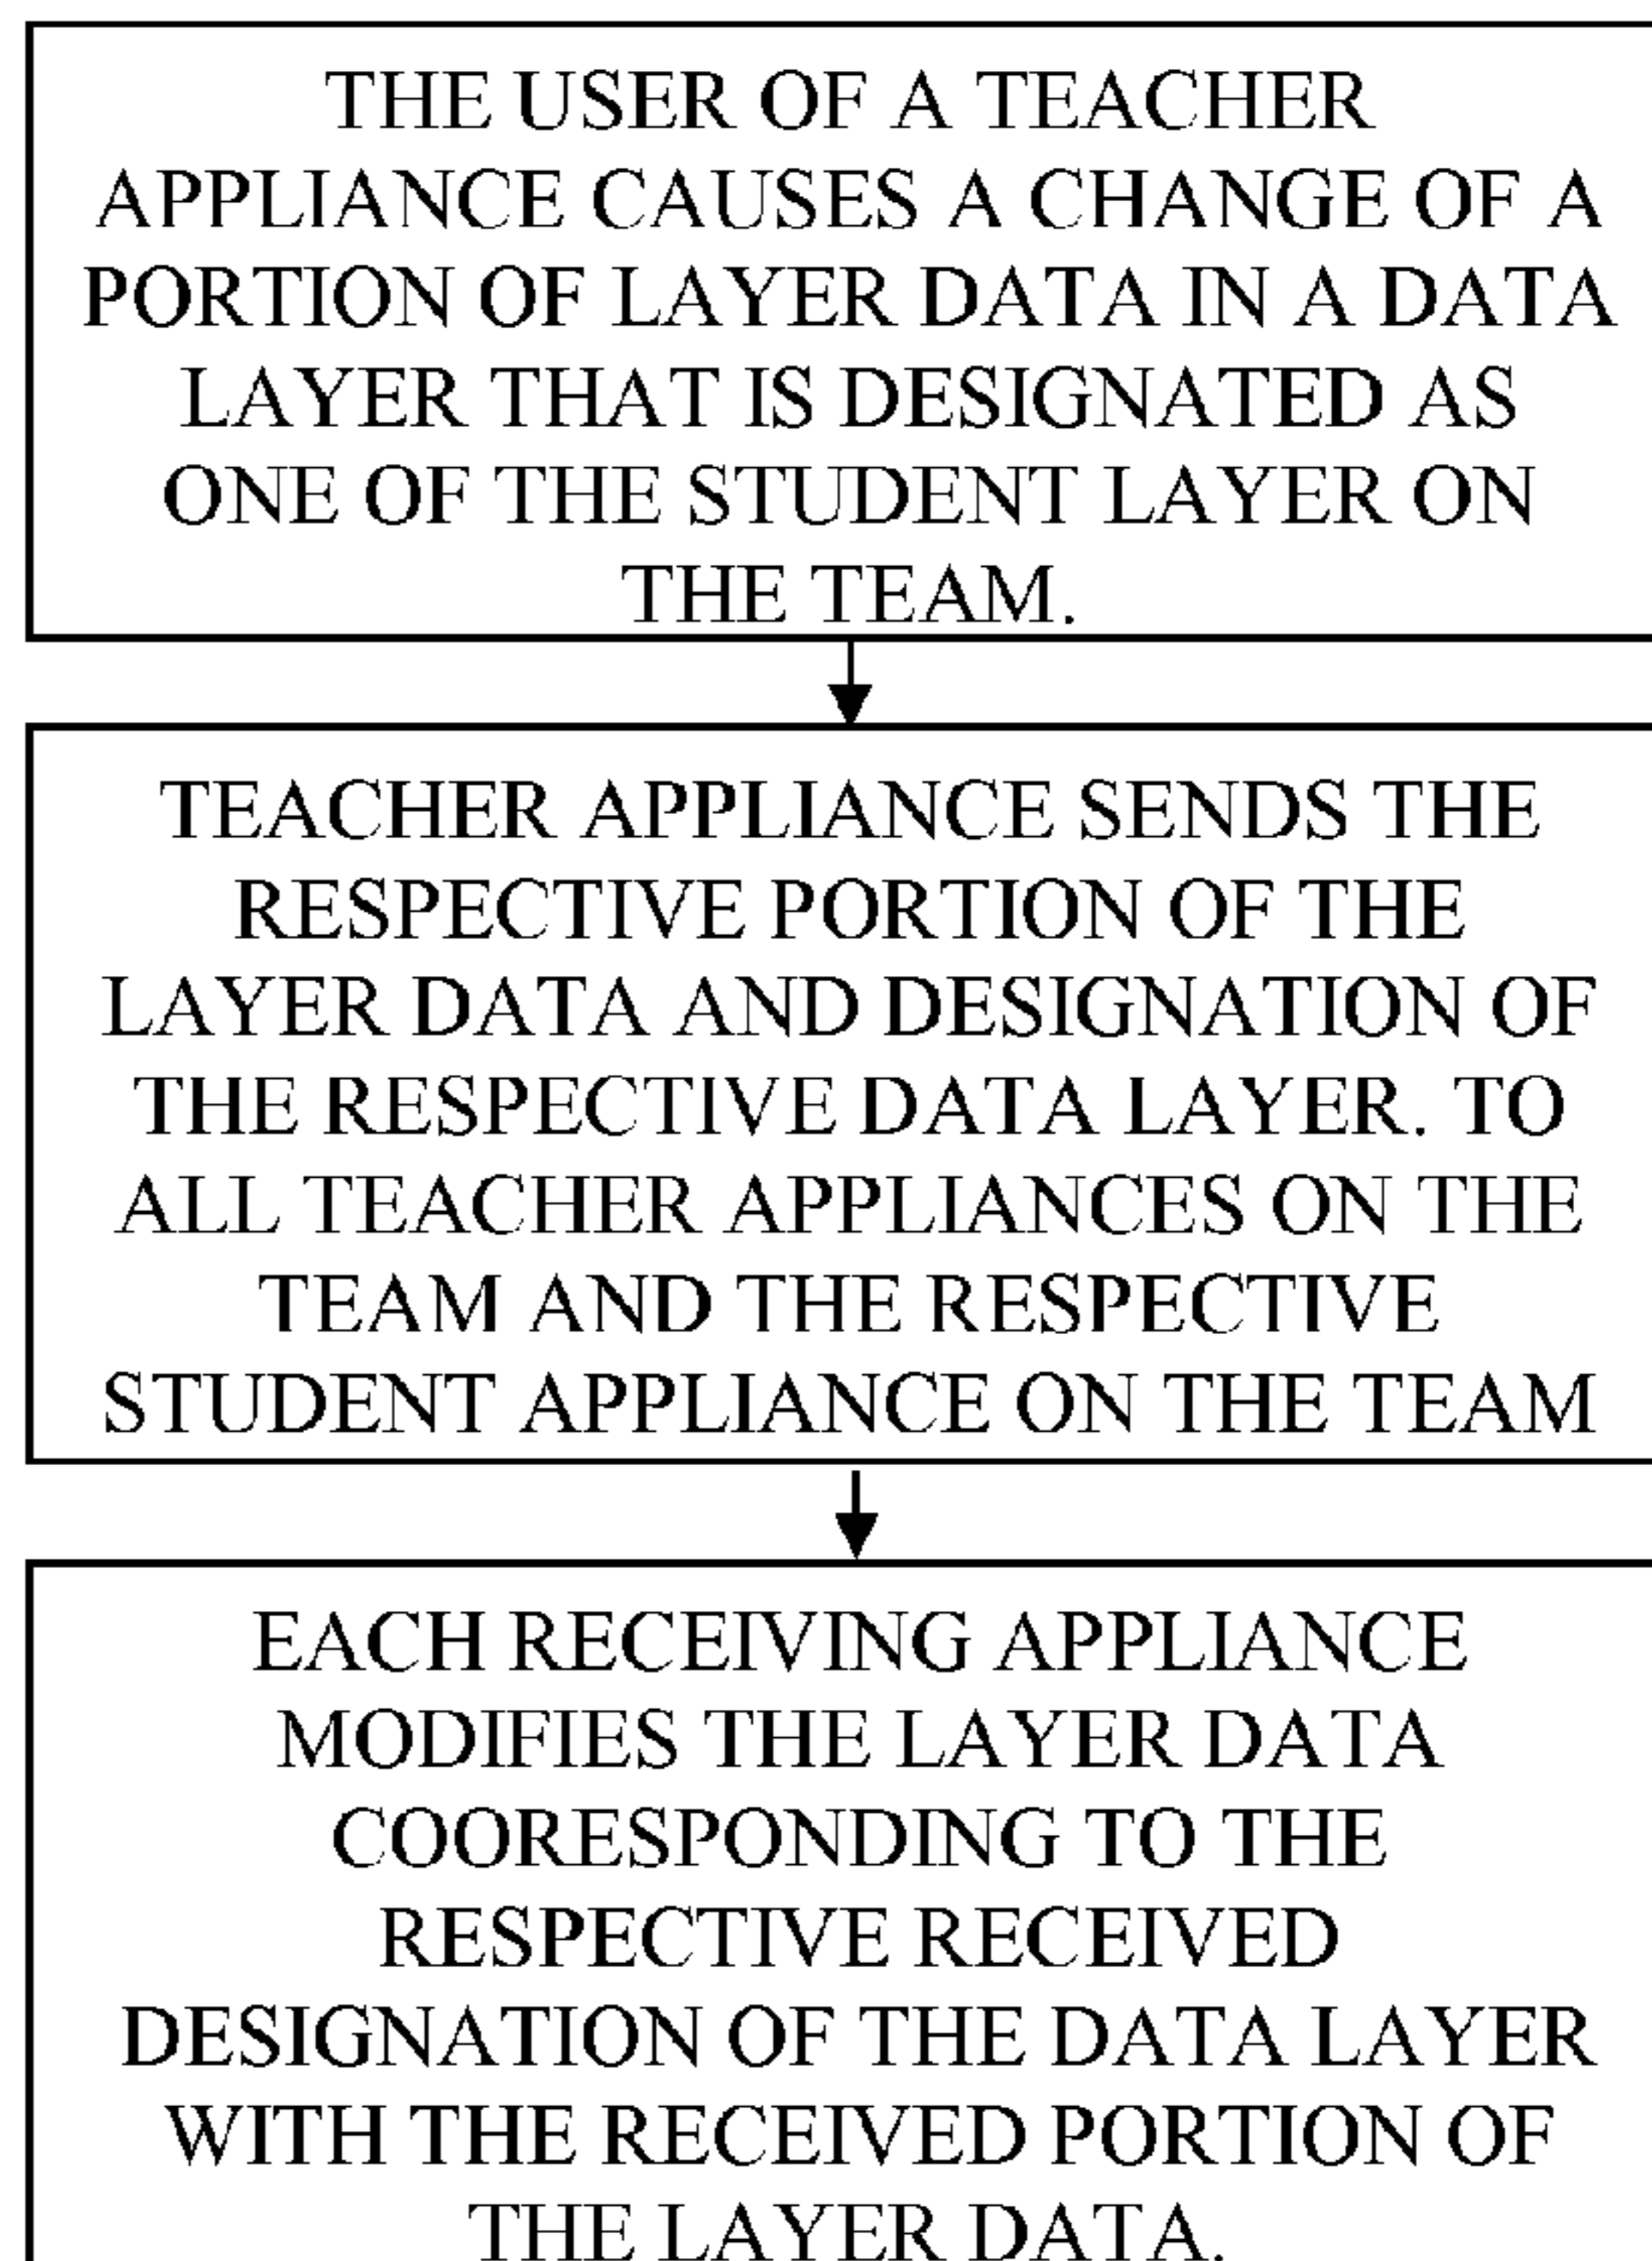 THE USER OF A TEACHER
APPLIANCE CAUSES A CHANGE OF A
PORTION OF LAYER DATA IN A DATA
LAYER THAT IS DESIGNATED AS
ONE OF THE STUDENT LAYER ON
THE TEAM.
TEACHER APPLIANCE SENDS THE
RESPECTIVE PORTION OF THE
LAYER DATA AND DESIGNATION OF
THE RESPECTIVE DATA LAYER. TO
ALL TEACHER APPLIANCES ON THE
TEAM AND THE RESPECTIVE
STUDENT APPLIANCE ON THE TEAM
EACH RECEIVING APPLIANCE
MODIFIES THE LAYER DATA
COORESPONDING TO THE
RESPECTIVE RECEIVED
DESIGNATION OF THE DATA LAYER
WITH THE RECEIVED PORTION OF
THE LAYER DATA.